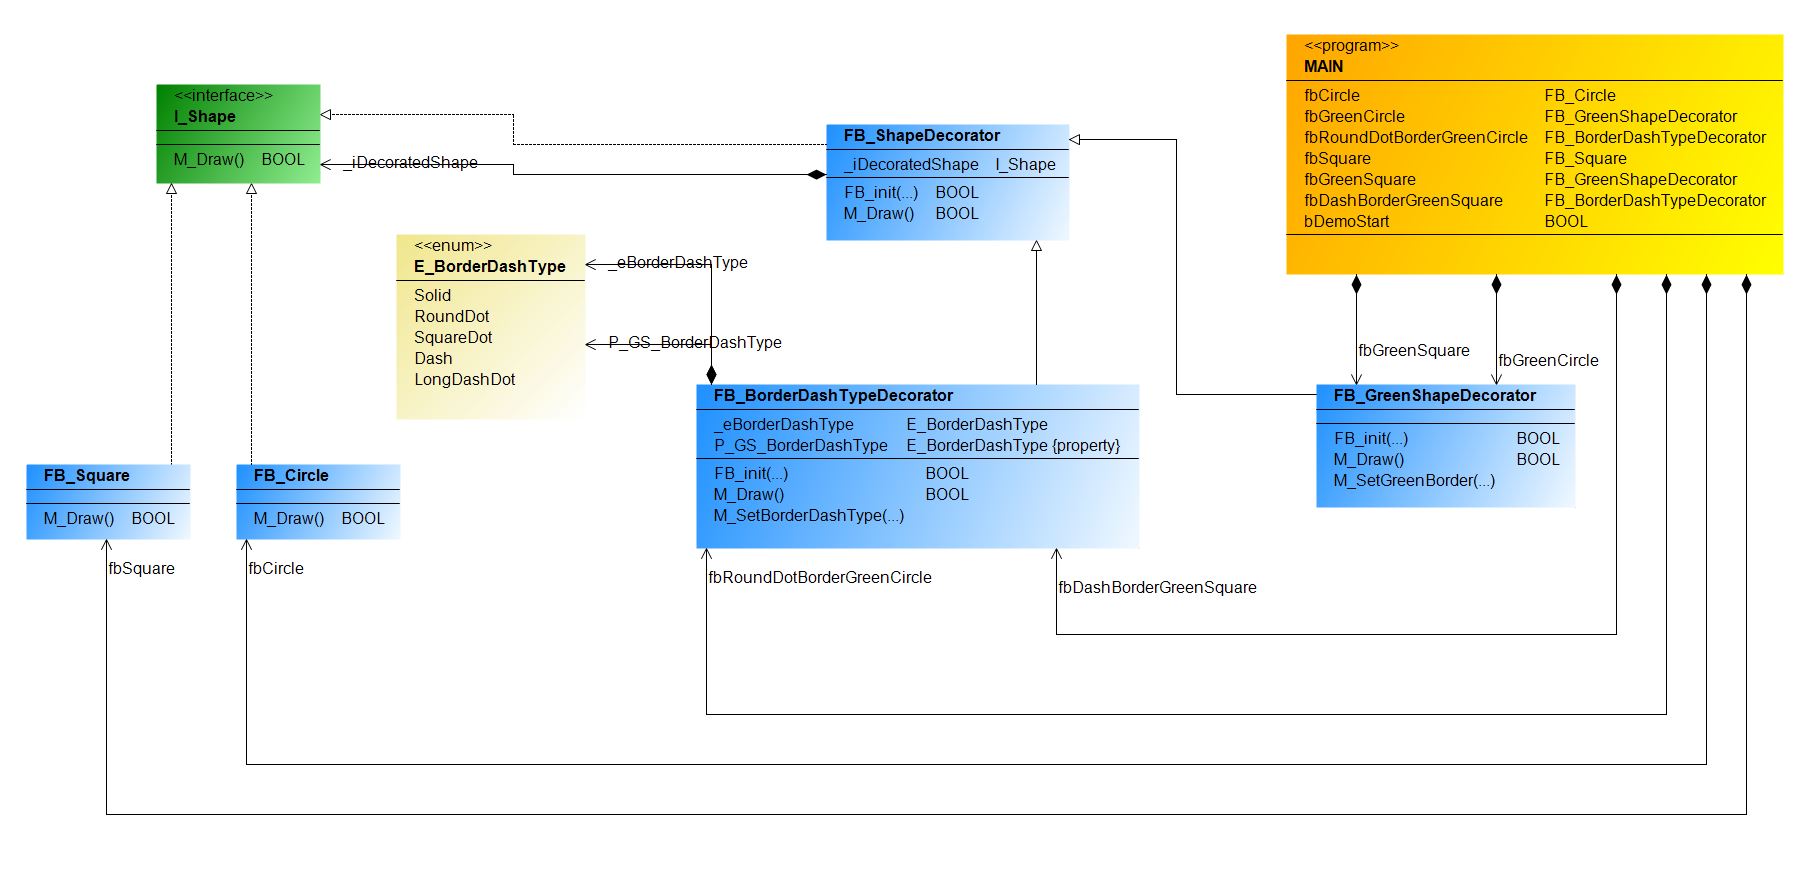 <<program>>
MAIN
fbCircle FB_Circle
fbGreenCircle FB_GreenShapeDecorator
fbRoundDotBorderGreenCircle FB_BorderDashTypeDecorator
fbSquare FB_Square
fbGreenSquare FB_GreenShapeDecorator
fbDashBorderGreenSquare FB_BorderDashTypeDecorator
bDemoStart BOOL
<<interface>>
I_Shape
M_Draw() BOOL
_iDecoratedShape
FB_ShapeDecorator
_iDecoratedShape I_Shape
FB_init(...) BOOL
M_Draw() BOOL
<<enum>>
E_BorderDashType
Solid
RoundDot
SquareDot
Dash
LongDashDot
_eBorderDashType
P_GS_BorderDashType
fbGreenSquare
fbGreenCircle
FB_BorderDashTypeDecorator
_eBorderDashType E_BorderDashType
P_GS_BorderDashType E_BorderDashType {property}
FB_init(...) BOOL
M_Draw() BOOL
M_SetBorderDashType(...)
FB_GreenShapeDecorator
FB_init(...) BOOL
M_Draw() BOOL
M_SetGreenBorder(...)
FB_Square
M_Draw() BOOL
FB_Circle
M_Draw() BOOL
fbSquare
fbCircle
fbRoundDotBorderGreenCircle
fbDashBorderGreenSquare